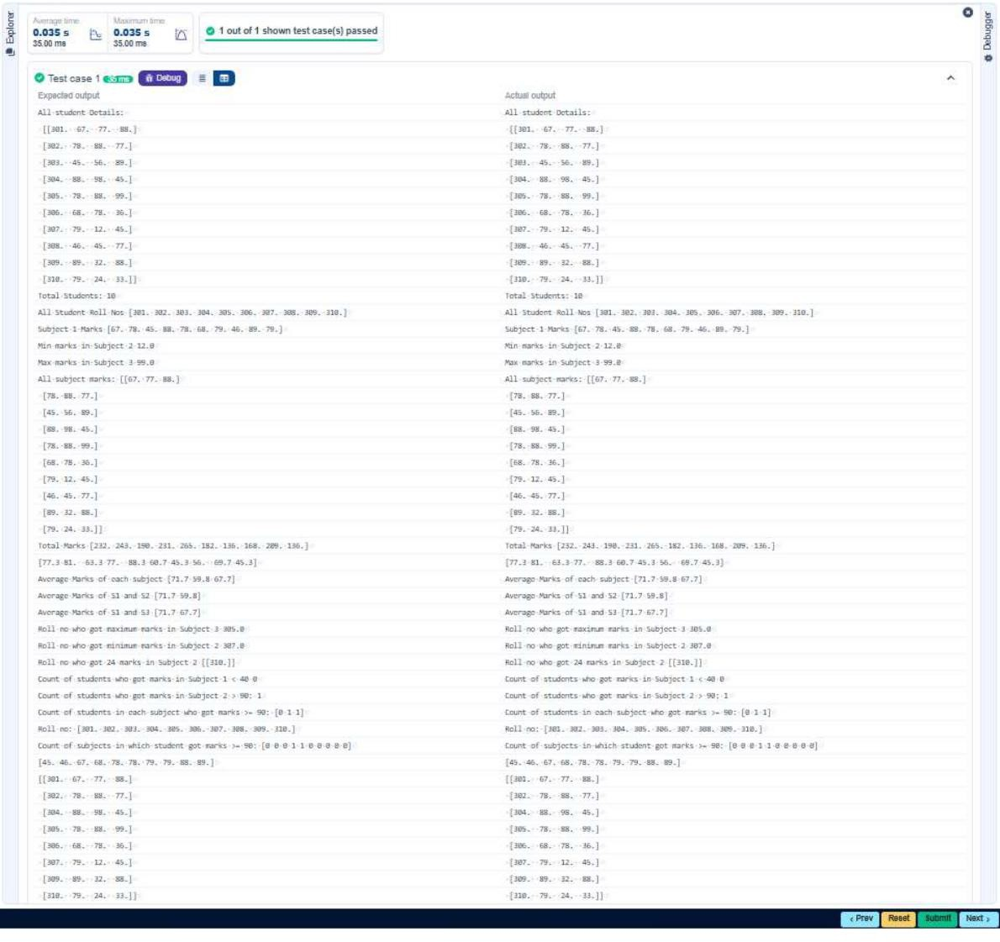 Explorer
Average time
0.035 s
35.00 ms
Maximum time
0.035 s
35.00 ms
1 out of 1 shown test case(s) passed
Debugger
Test case 1 35 ms Debug
Expected output
All student Details:
[[301.  67.  77.  88.]
[302.  78.  88.  77.]
[303.  45.  56.  89.]
[304.  88.  98.  45.]
[305.  78.  88.  99.]
[306.  68.  78.  36.]
[307.  79.  12.  45.]
[308.  46.  45.  77.]
[309.  89.  32.  88.]
[310.  79.  24.  33.]]
Total Students: 10
All Student Roll Nos [301. 302. 303. 304. 305. 306. 307. 308. 309. 310.]
Subject 1 Marks [67. 78. 45. 88. 78. 68. 79. 46. 89. 79.]
Min marks in Subject 2 12.0
Max marks in Subject 3 99.0
All subject marks: [[67. 77. 88.]
[78. 88. 77.]
[45. 56. 89.]
[88. 98. 45.]
[78. 88. 99.]
[68. 78. 36.]
[79. 12. 45.]
[46. 45. 77.]
[89. 32. 88.]
[79. 24. 33.]]
Total Marks [232. 243. 190. 231. 265. 182. 136. 168. 209. 136.]
[77.3 81.  63.3 77.  88.3 60.7 45.3 56.  69.7 45.3]
Average Marks of each subject [71.7 59.8 67.7]
Average Marks of S1 and S2 [71.7 59.8]
Average Marks of S1 and S3 [71.7 67.7]
Roll no who got maximum marks in Subject 3 305.0
Roll no who got minimum marks in Subject 2 307.0
Roll no who got 24 marks in Subject 2 [[310.]]
Count of students who got marks in Subject 1 < 40 0
Count of students who got marks in Subject 2 > 90: 1
Count of students in each subject who got marks >= 90: [0 1 1]
Roll no: [301. 302. 303. 304. 305. 306. 307. 308. 309. 310.]
Count of subjects in which student got marks >= 90: [0 0 0 1 1 0 0 0 0 0]
[45. 46. 67. 68. 78. 78. 79. 79. 88. 89.]
[[301.  67.  77.  88.]
[302.  78.  88.  77.]
[304.  88.  98.  45.]
[305.  78.  88.  99.]
[306.  68.  78.  36.]
[307.  79.  12.  45.]
[309.  89.  32.  88.]
[310.  79.  24.  33.]]
Actual output
All student Details:
[[301.  67.  77.  88.]
[302.  78.  88.  77.]
[303.  45.  56.  89.]
[304.  88.  98.  45.]
[305.  78.  88.  99.]
[306.  68.  78.  36.]
[307.  79.  12.  45.]
[308.  46.  45.  77.]
[309.  89.  32.  88.]
[310.  79.  24.  33.]]
Total Students: 10
All Student Roll Nos [301. 302. 303. 304. 305. 306. 307. 308. 309. 310.]
Subject 1 Marks [67. 78. 45. 88. 78. 68. 79. 46. 89. 79.]
Min marks in Subject 2 12.0
Max marks in Subject 3 99.0
All subject marks: [[67. 77. 88.]
[78. 88. 77.]
[45. 56. 89.]
[88. 98. 45.]
[78. 88. 99.]
[68. 78. 36.]
[79. 12. 45.]
[46. 45. 77.]
[89. 32. 88.]
[79. 24. 33.]]
Total Marks [232. 243. 190. 231. 265. 182. 136. 168. 209. 136.]
[77.3 81.  63.3 77.  88.3 60.7 45.3 56.  69.7 45.3]
Average Marks of each subject [71.7 59.8 67.7]
Average Marks of S1 and S2 [71.7 59.8]
Average Marks of S1 and S3 [71.7 67.7]
Roll no who got maximum marks in Subject 3 305.0
Roll no who got minimum marks in Subject 2 307.0
Roll no who got 24 marks in Subject 2 [[310.]]
Count of students who got marks in Subject 1 < 40 0
Count of students who got marks in Subject 2 > 90: 1
Count of students in each subject who got marks >= 90: [0 1 1]
Roll no: [301. 302. 303. 304. 305. 306. 307. 308. 309. 310.]
Count of subjects in which student got marks >= 90: [0 0 0 1 1 0 0 0 0 0]
[45. 46. 67. 68. 78. 78. 79. 79. 88. 89.]
[[301.  67.  77.  88.]
[302.  78.  88.  77.]
[304.  88.  98.  45.]
[305.  78.  88.  99.]
[306.  68.  78.  36.]
[307.  79.  12.  45.]
[309.  89.  32.  88.]
[310.  79.  24.  33.]]
‹ Prev Reset Submit Next ›